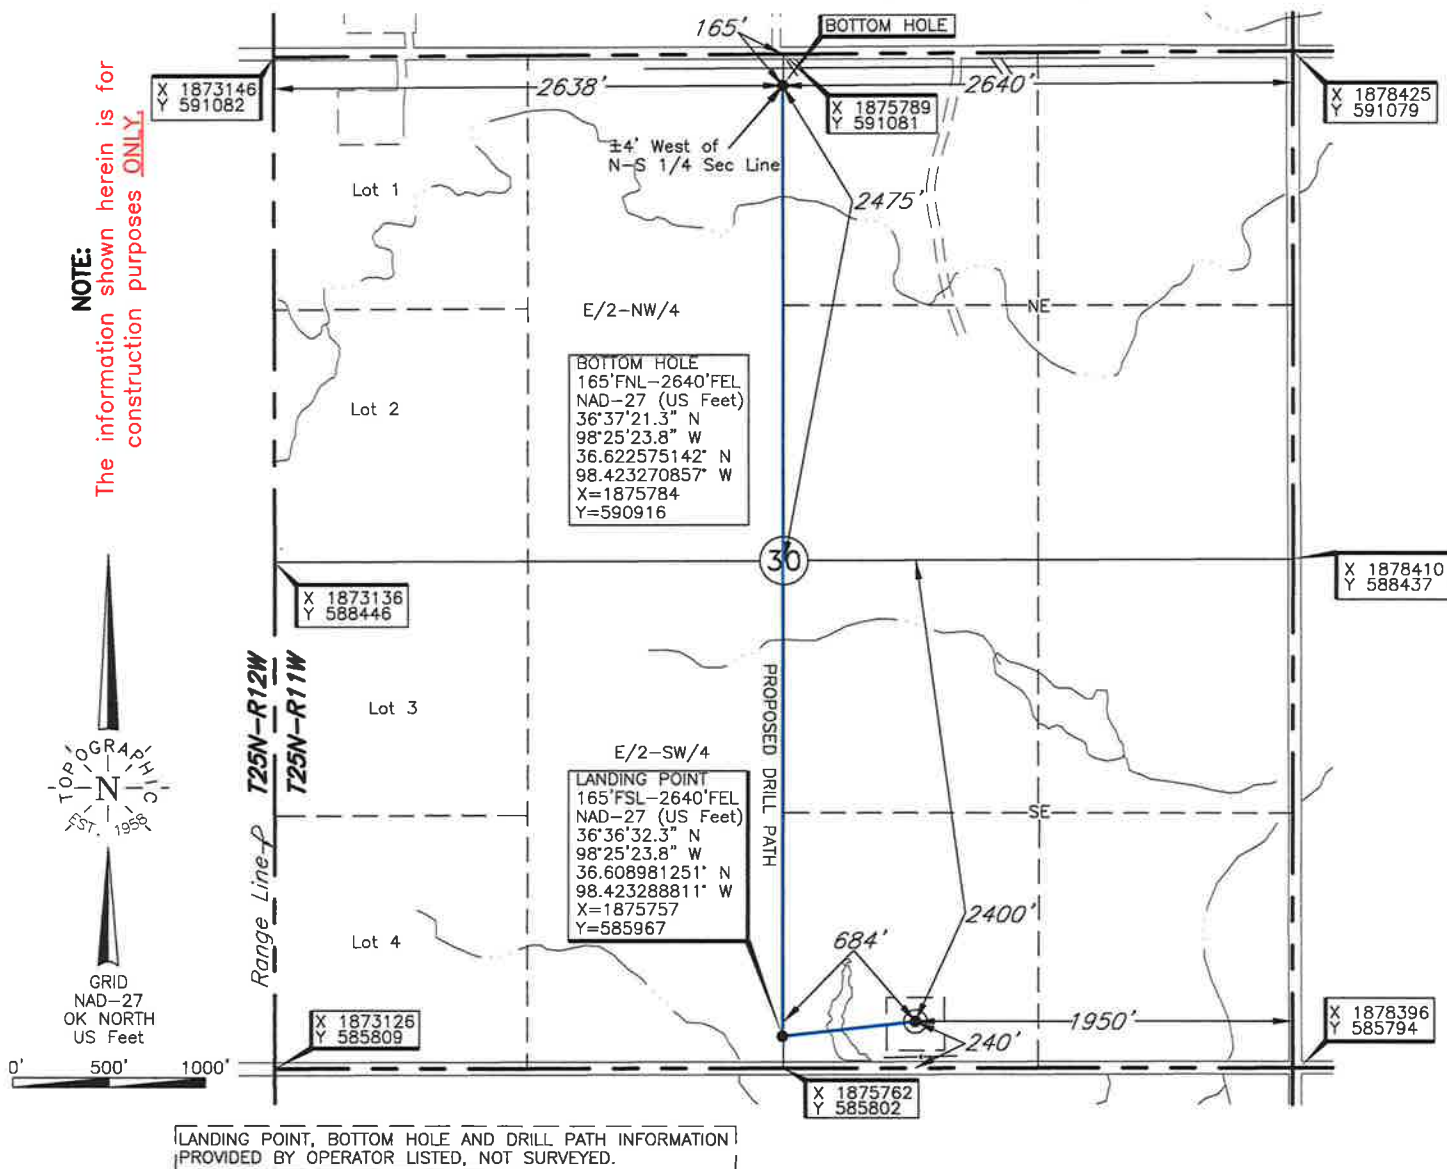 165'
BOTTOM HOLE
X 1873146
Y 591082
2638'
2640'
X 1875789
Y 591081
X 1878425
Y 591079
NOTE:
The information shown herein is for
construction purposes ONLY.
±4' West of
N-S 1/4 Sec Line
Lot 1
2475'
E/2-NW/4
NE
BOTTOM HOLE
165'FNL-2640'FEL
NAD-27 (US Feet)
36°37'21.3" N
98°25'23.8" W
36.622575142° N
98.423270857° W
X=1875784
Y=590916
Lot 2
30
X 1873136
Y 588446
X 1878410
Y 588437
T25N-R12W
T25N-R11W
Lot 3
PROPOSED DRILL PATH
E/2-SW/4
LANDING POINT
165'FSL-2640'FEL
NAD-27 (US Feet)
36°36'32.3" N
98°25'23.8" W
36.608981251° N
98.423288811° W
X=1875757
Y=585967
SE
TOPOGRAPHIC
N
EST. 1958
Range Line
Lot 4
2400'
684'
1950'
240'
GRID
NAD-27
OK NORTH
US Feet
0' 500' 1000'
X 1873126
Y 585809
X 1878396
Y 585794
X 1875762
Y 585802
LANDING POINT, BOTTOM HOLE AND DRILL PATH INFORMATION
PROVIDED BY OPERATOR LISTED, NOT SURVEYED.